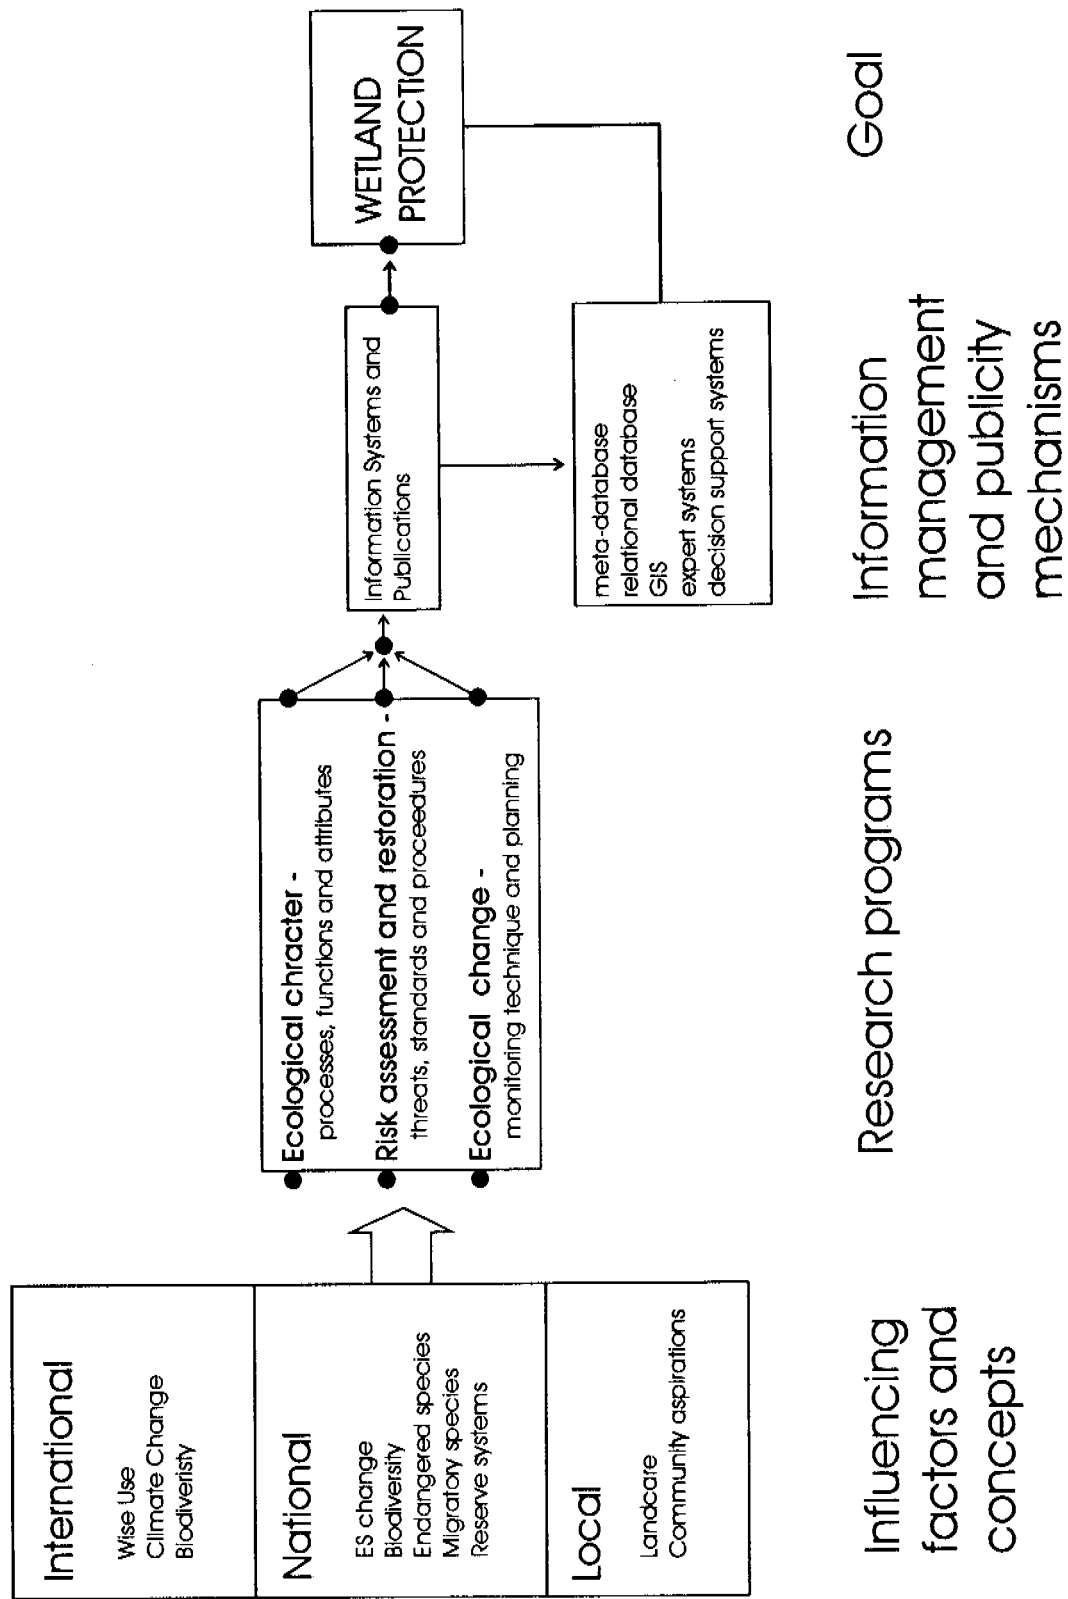 International
Wise Use
Climate Change
Biodiveristy
National
ES change
Biodiversity
Endangered species
Migratory species
Reserve systems
Local
Landcare
Community aspirations
Influencing
factors and
concepts
Ecological chracter -
processes, functions and attributes
Risk assessment and restoration -
threats, standards and proceedures
Ecological change -
monitoring technique and planning
Research programs
Information Systems and
Publications
meta-database
relational database
GIS
expert systems
decision support systems
Information
management
and publicity
mechanisms
WETLAND
PROTECTION
Goal